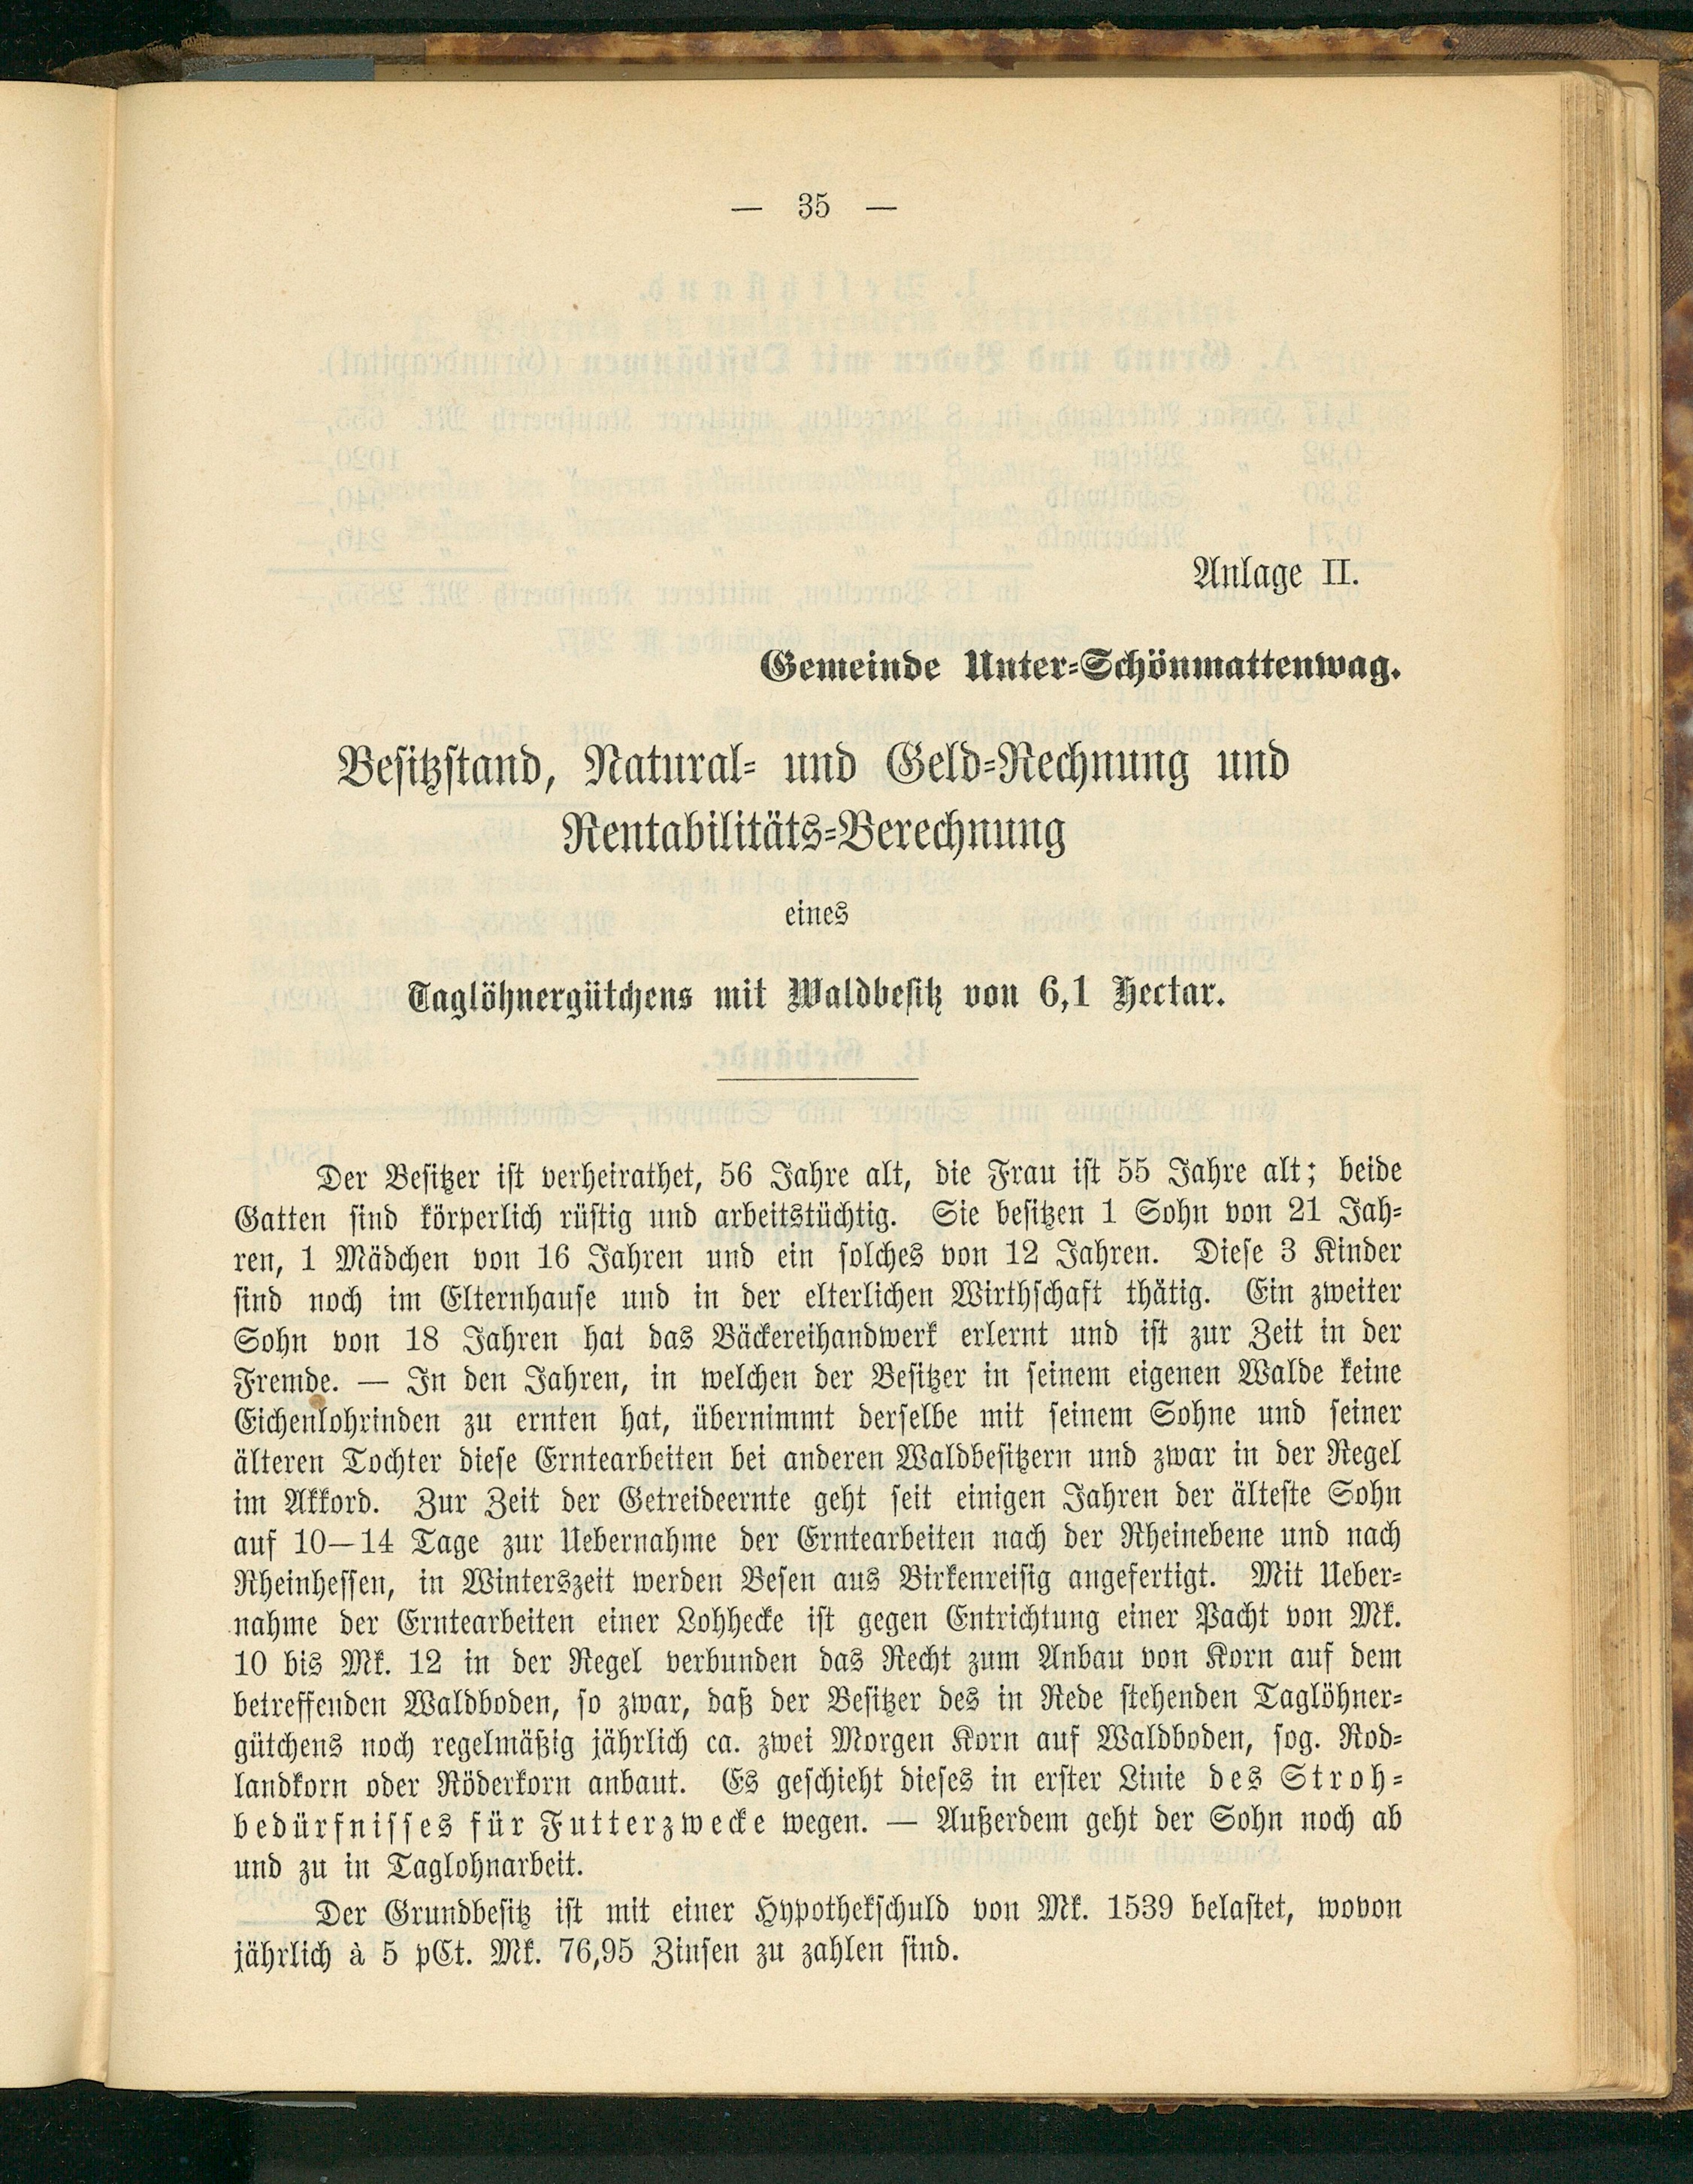 — 35 —
Anlage II.
Gemeinde Unter-Schönmattenwag.
Besitzstand, Natural- und Geld-Rechnung und
Rentabilitäts-Berechnung
eines
Taglöhnergütchens mit Waldbesitz von 6,1 Hectar.
Der Besitzer ist verheirathet, 56 Jahre alt, die Frau ist 55 Jahre alt; beide
Gatten sind körperlich rüstig und arbeitstüchtig. Sie besitzen 1 Sohn von 21 Jah-
ren, 1 Mädchen von 16 Jahren und ein solches von 12 Jahren. Diese 3 Kinder
sind noch im Elternhause und in der elterlichen Wirthschaft thätig. Ein zweiter
Sohn von 18 Jahren hat das Bäckereihandwerk erlernt und ist zur Zeit in der
Fremde. — In den Jahren, in welchen der Besitzer in seinem eigenen Walde keine
Eichenlohrinden zu ernten hat, übernimmt derselbe mit seinem Sohne und seiner
älteren Tochter diese Erntearbeiten bei anderen Waldbesitzern und zwar in der Regel
im Akkord. Zur Zeit der Getreideernte geht seit einigen Jahren der älteste Sohn
auf 10—14 Tage zur Uebernahme der Erntearbeiten nach der Rheinebene und nach
Rheinhessen, in Winterszeit werden Besen aus Birkenreisig angefertigt. Mit Ueber-
nahme der Erntearbeiten einer Lohhecke ist gegen Entrichtung einer Pacht von Mk.
10 bis Mk. 12 in der Regel verbunden das Recht zum Anbau von Korn auf dem
betreffenden Waldboden, so zwar, daß der Besitzer des in Rede stehenden Taglöhner-
gütchens noch regelmäßig jährlich ca. zwei Morgen Korn auf Waldboden, sog. Rod-
landkorn oder Röderkorn anbaut. Es geschieht dieses in erster Linie des Stroh-
bedürfnisses für Futterzwecke wegen. — Außerdem geht der Sohn noch ab
und zu in Taglohnarbeit.
Der Grundbesitz ist mit einer Hypothekschuld von Mk. 1539 belastet, wovon
jährlich à 5 pCt. Mk. 76,95 Zinsen zu zahlen sind.